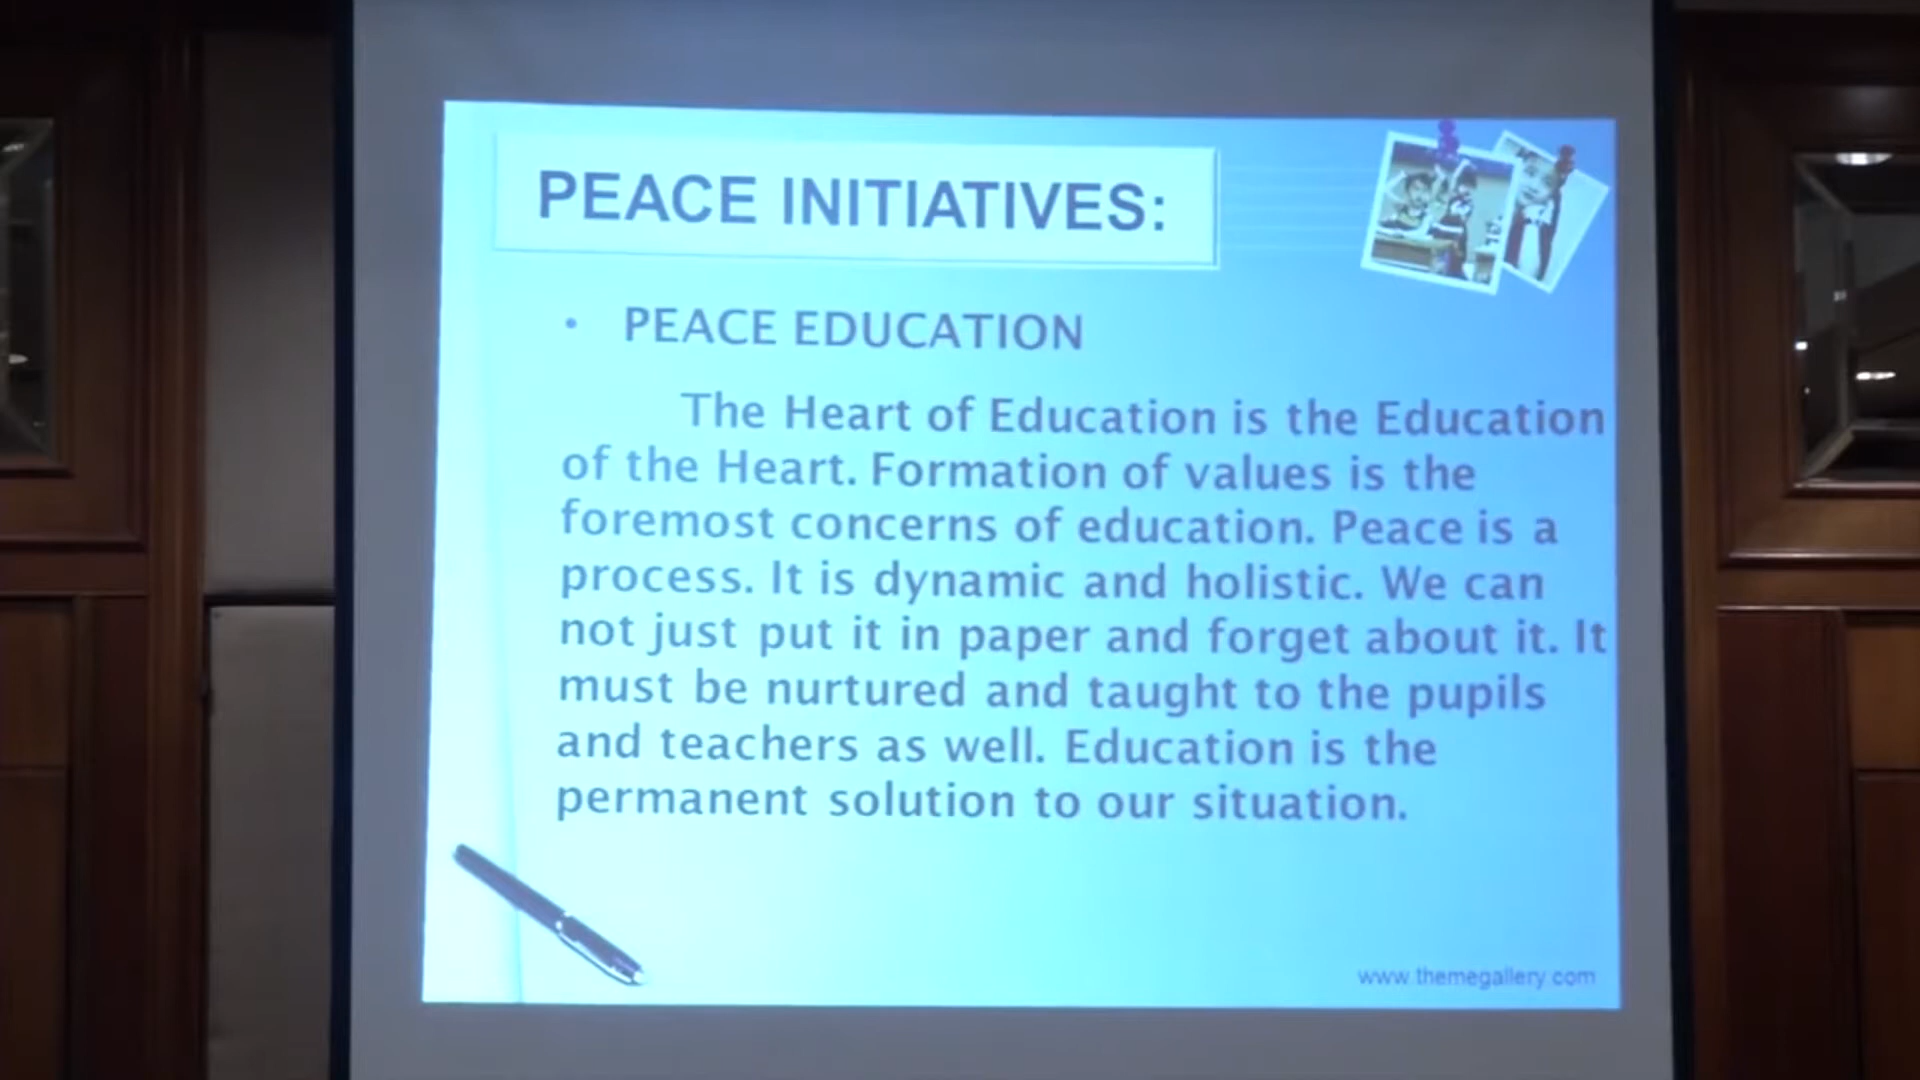 PEACE INITIATIVES:
• PEACE EDUCATION
The Heart of Education is the Education
of the Heart. Formation of values is the
foremost concerns of education. Peace is a
process. It is dynamic and holistic. We can
not just put it in paper and forget about it. It
must be nurtured and taught to the pupils
and teachers as well. Education is the
permanent solution to our situation.
www.themegallery.com